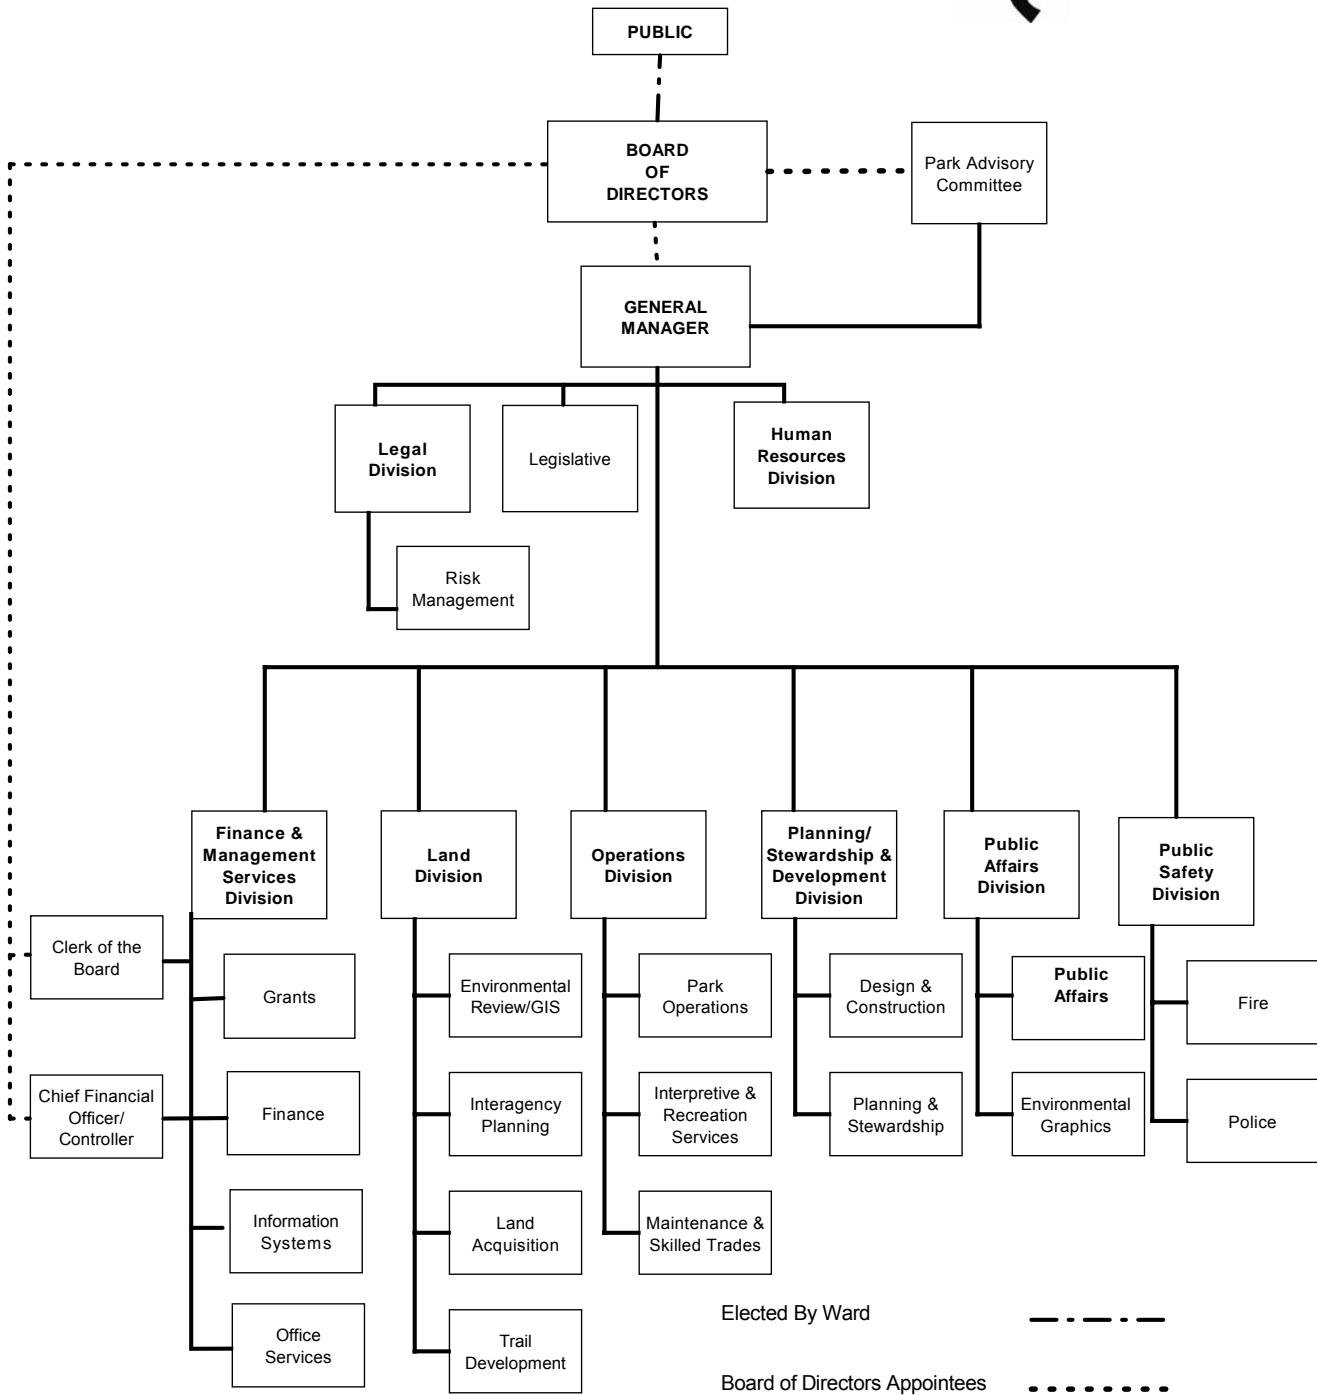 PUBLIC
BOARD
OF
DIRECTORS
Park Advisory
Committee
GENERAL
MANAGER
Legal
Division
Legislative
Human
Resources
Division
Risk
Management
Finance &
Management
Services
Division
Land
Division
Operations
Division
Planning/
Stewardship &
Development
Division
Public
Affairs
Division
Public
Safety
Division
Clerk of the
Board
Grants
Environmental
Review/GIS
Park
Operations
Design &
Construction
Public
Affairs
Fire
Chief Financial
Officer/
Controller
Finance
Interagency
Planning
Interpretive &
Recreation
Services
Planning &
Stewardship
Environmental
Graphics
Police
Information
Systems
Land
Acquisition
Maintenance &
Skilled Trades
Office
Services
Trail
Development
Elected By Ward
Board of Directors Appointees